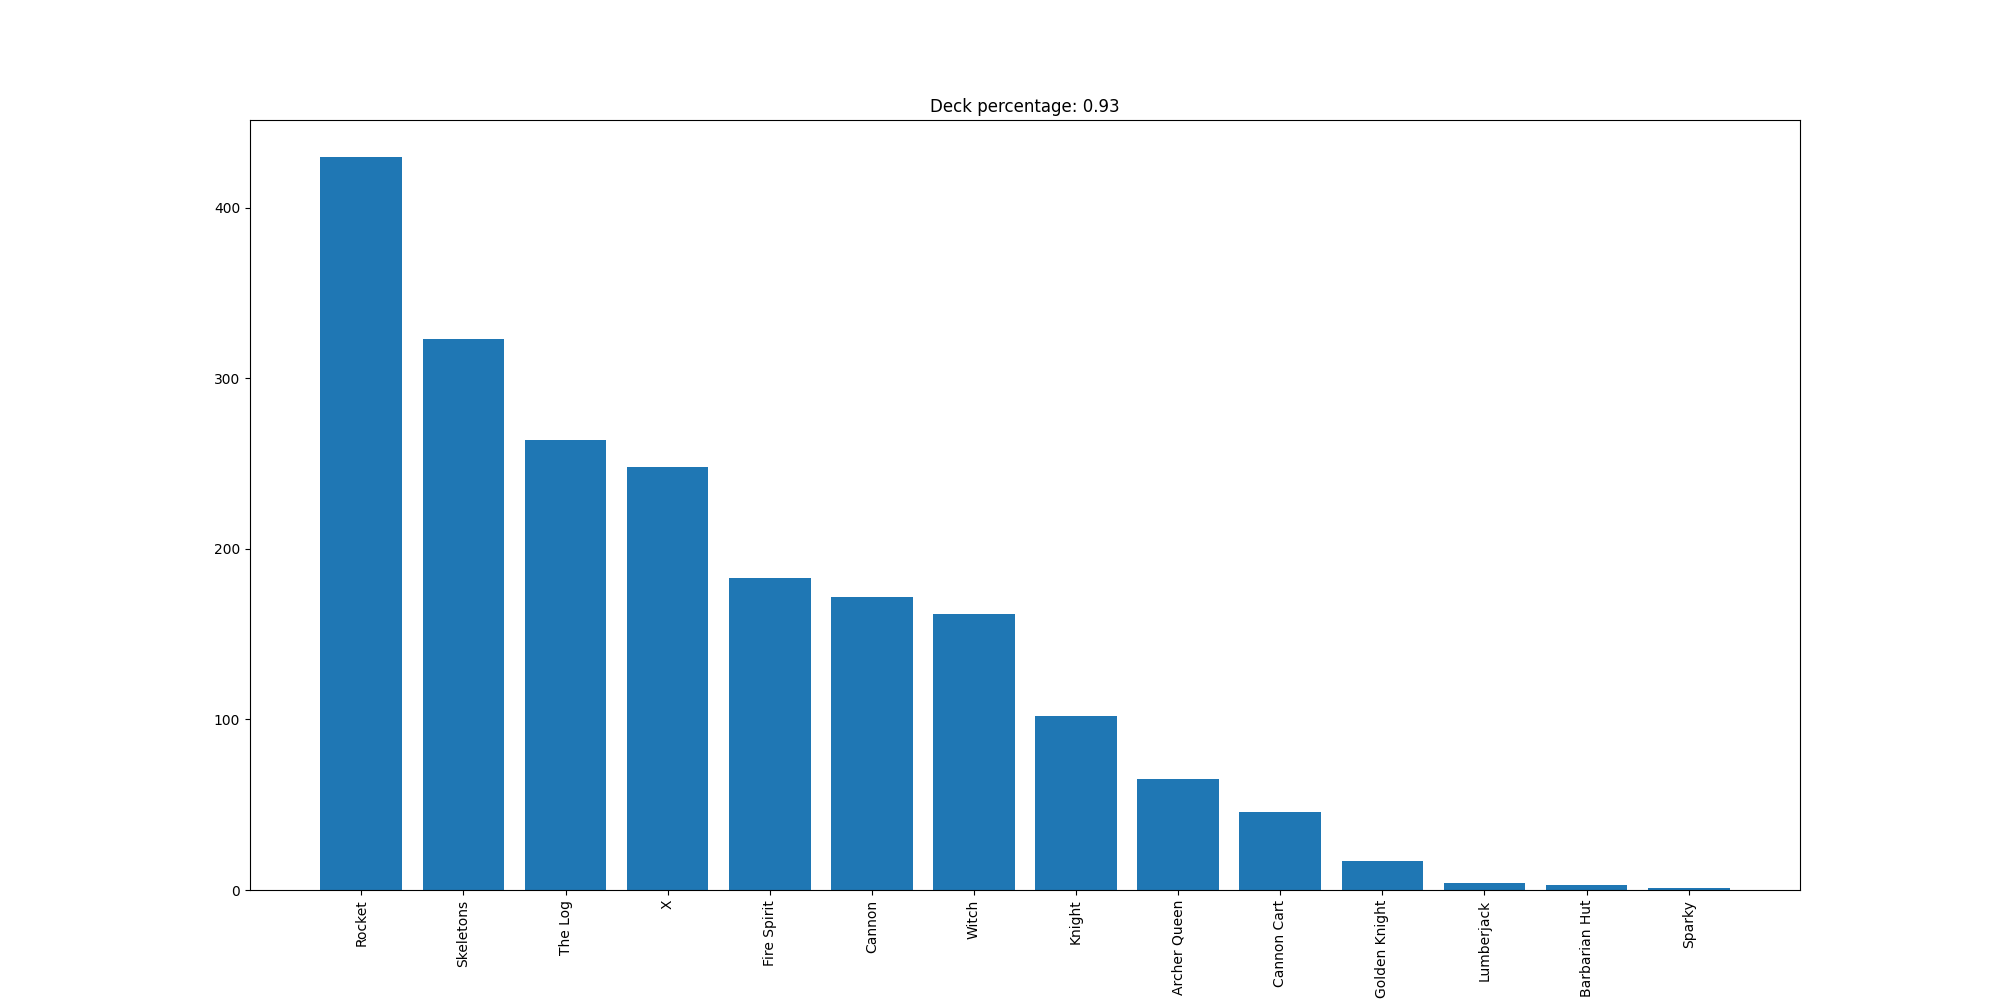 Deck percentage: 0.93
400
300
200
100
0
Rocket
Skeletons
The Log
X
Fire Spirit
Cannon
Witch
Knight
Archer Queen
Cannon Cart
Golden Knight
Lumberjack
Barbarian Hut
Sparky